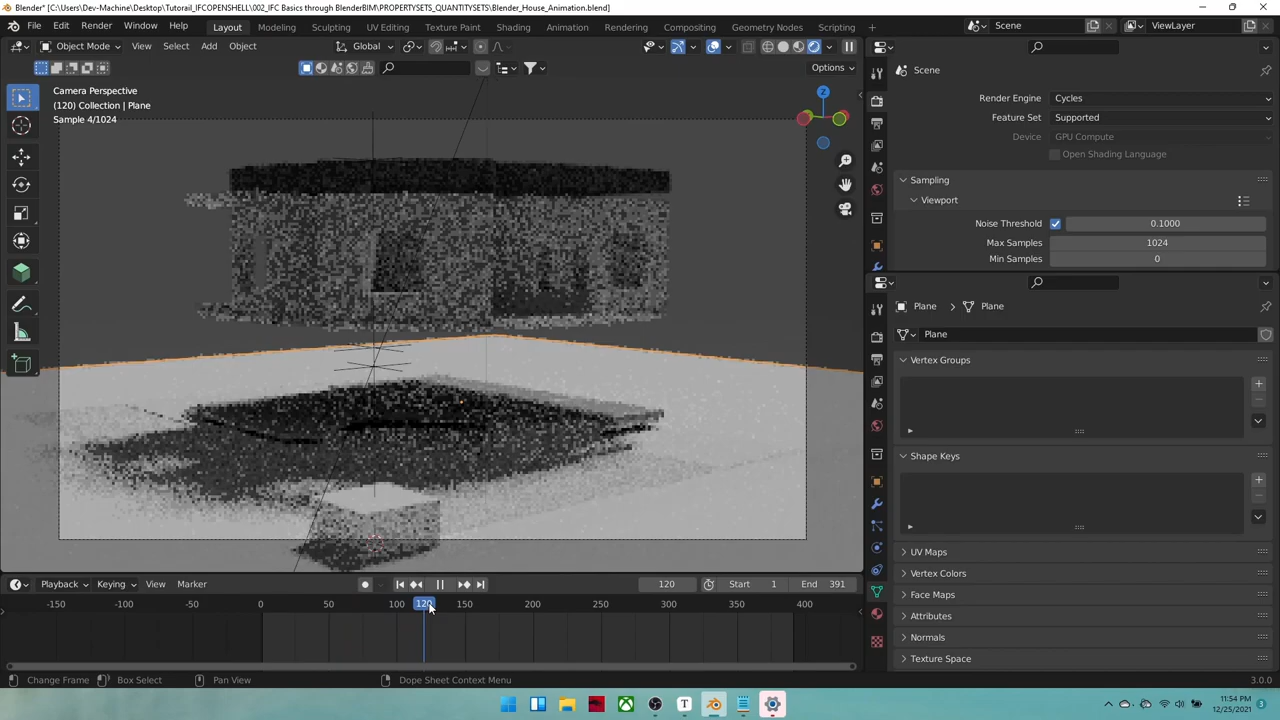 Blender* [C:\Users\Dev-Machine\Desktop\Tutorail_IFCOPENSHELL\002_IFC Basics through BlenderBIM\PROPERTYSETS_QUANTITYSETS\Blender_House_Animation.blend]
File Edit Render Window Help Layout Modeling Sculpting UV Editing Texture Paint Shading Animation Rendering Compositing Geometry Nodes Scripting Scene ViewLayer
Object Mode View Select Add Object Global
Options
Camera Perspective
(120) Collection | Plane
Sample 4/1024
Z
Scene
Render Engine Cycles
Feature Set Supported
Device GPU Compute
Open Shading Language
Sampling
Viewport
Noise Threshold 0.1000
Max Samples 1024
Min Samples 0
Plane > Plane
Plane
Vertex Groups
Shape Keys
UV Maps
Vertex Colors
Face Maps
Attributes
Normals
Texture Space
Playback Keying View Marker 120 Start 1 End 391
-150 -100 -50 0 50 100 120 150 200 250 300 350 400
Change Frame Box Select Pan View Dope Sheet Context Menu 3.0.0
11:54 PM
12/25/2021
3